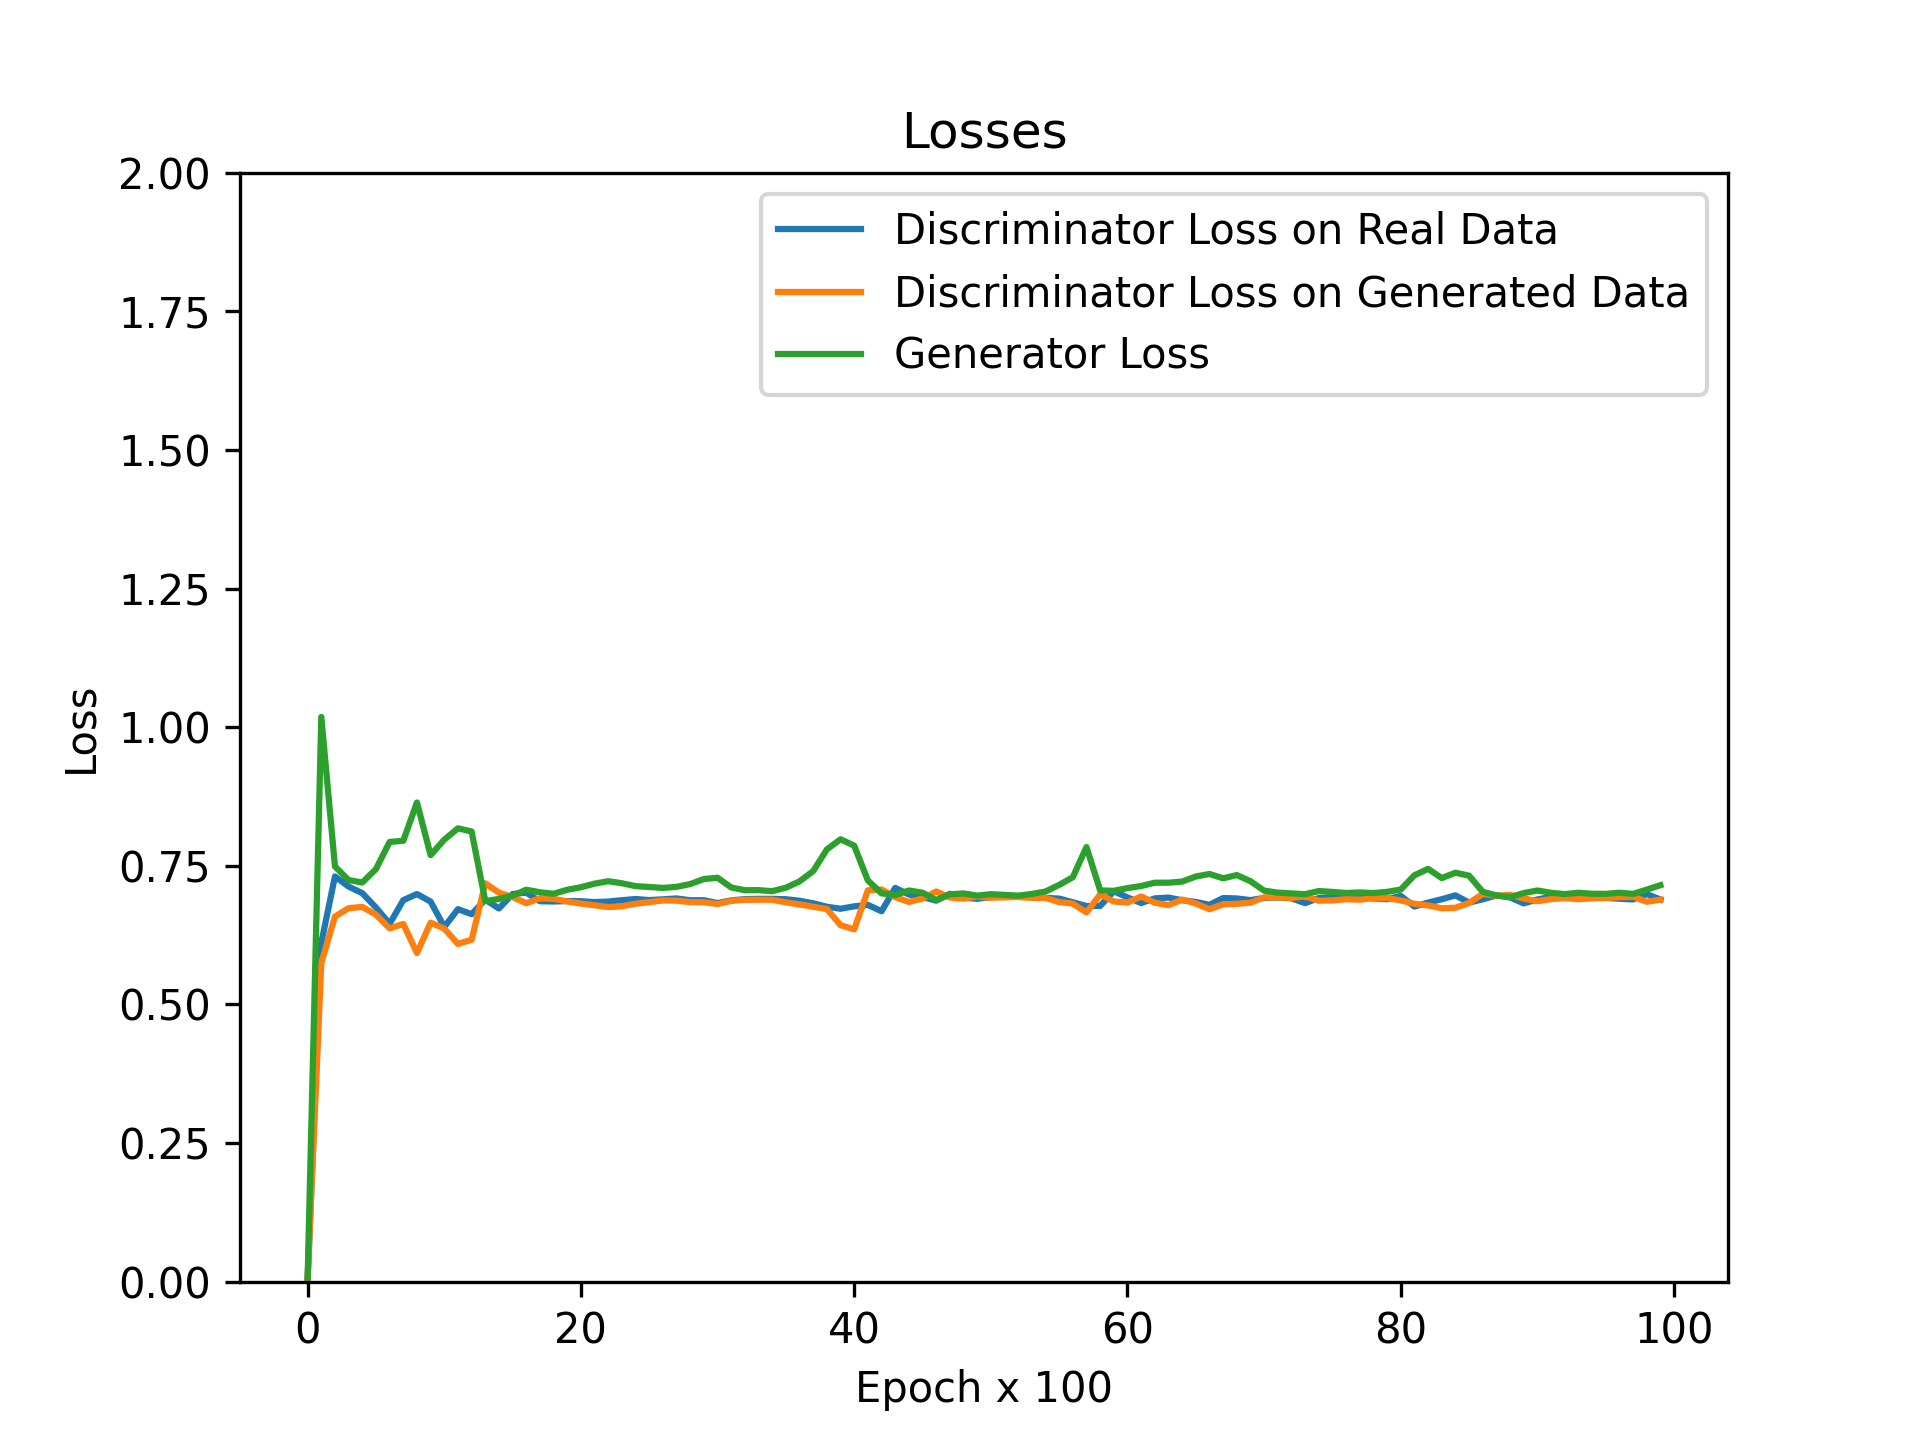 Losses
2.00
1.75
1.50
1.25
1.00
0.75
0.50
0.25
0.00
Loss
Discriminator Loss on Real Data
Discriminator Loss on Generated Data
Generator Loss
0 20 40 60 80 100
Epoch x 100